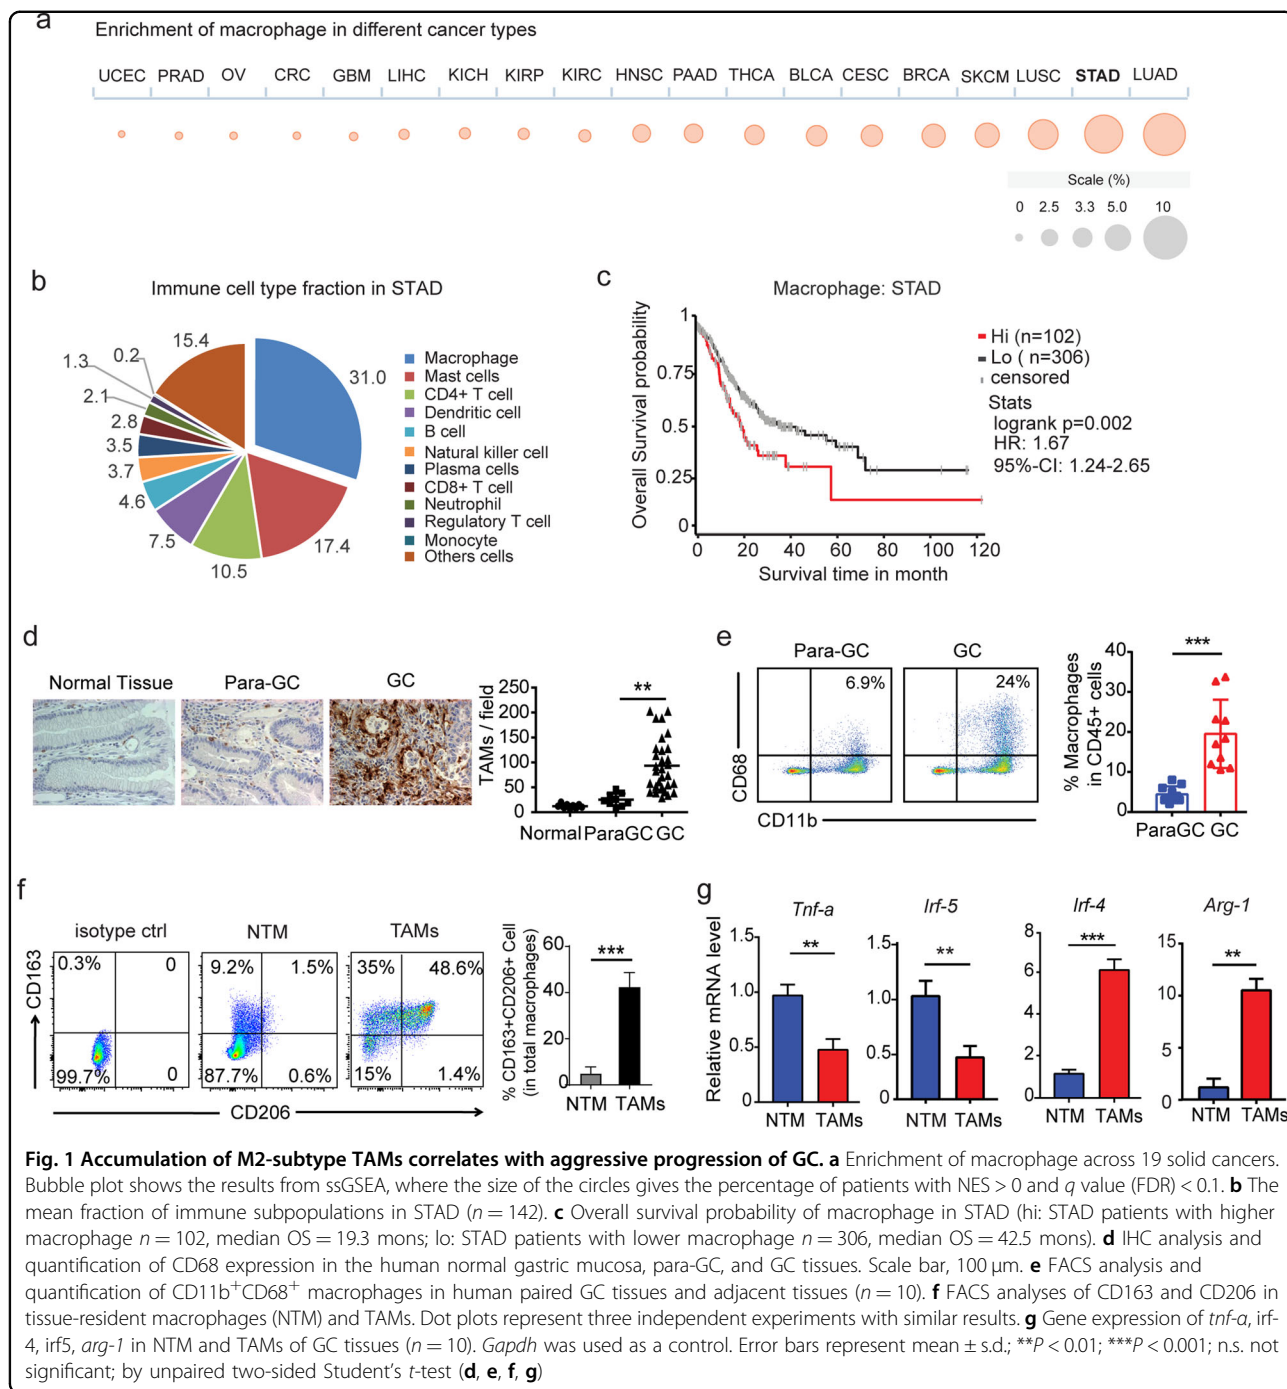 a
Enrichment of macrophage in different cancer types
UCEC PRAD OV CRC GBM LIHC KICH KIRP KIRC HNSC PAAD THCA BLCA CESC BRCA SKCM LUSC STAD LUAD
Scale (%)
0 2.5 3.3 5.0 10
b
Immune cell type fraction in STAD
15.4
0.2
1.3
2.1
2.8
3.5
3.7
4.6
7.5
10.5
17.4
31.0
Macrophage
Mast cells
CD4+ T cell
Dendritic cell
B cell
Natural killer cell
Plasma cells
CD8+ T cell
Neutrophil
Regulatory T cell
Monocyte
Others cells
c
Macrophage: STAD
Overall Survival probability
1
0.75
0.5
0.25
0
0 20 40 60 80 100 120
Survival time in month
Hi (n=102)
Lo ( n=306)
censored
Stats
logrank p=0.002
HR: 1.67
95%-CI: 1.24-2.65
d
Normal Tissue Para-GC GC
TAMs / field
250
200
150
100
50
0
**
Normal ParaGC GC
e
Para-GC GC
6.9% 24%
CD68
CD11b
% Macrophages
in CD45+ cells
40
30
20
10
0
***
ParaGC GC
f
isotype ctrl NTM TAMs
0.3% 0 9.2% 1.5% 35% 48.6%
99.7% 0 87.7% 0.6% 15% 1.4%
CD163
CD206
% CD163+CD206+ Cell
(in total macrophages)
60
40
20
0
***
NTM TAMs
g
Relative mRNA level
Tnf-a
1.5
1.0
0.5
0
**
NTM TAMs
Irf-5
1.5
1.0
0.5
0
**
NTM TAMs
Irf-4
8
6
4
2
0
***
NTM TAMs
Arg-1
15
10
5
0
**
NTM TAMs
Fig. 1 Accumulation of M2-subtype TAMs correlates with aggressive progression of GC. a Enrichment of macrophage across 19 solid cancers.
Bubble plot shows the results from ssGSEA, where the size of the circles gives the percentage of patients with NES > 0 and q value (FDR) < 0.1. b The
mean fraction of immune subpopulations in STAD (n = 142). c Overall survival probability of macrophage in STAD (hi: STAD patients with higher
macrophage n = 102, median OS = 19.3 mons; lo: STAD patients with lower macrophage n = 306, median OS = 42.5 mons). d IHC analysis and
quantification of CD68 expression in the human normal gastric mucosa, para-GC, and GC tissues. Scale bar, 100 μm. e FACS analysis and
quantification of CD11b+CD68+ macrophages in human paired GC tissues and adjacent tissues (n = 10). f FACS analyses of CD163 and CD206 in
tissue-resident macrophages (NTM) and TAMs. Dot plots represent three independent experiments with similar results. g Gene expression of tnf-a, irf-
4, irf5, arg-1 in NTM and TAMs of GC tissues (n = 10). Gapdh was used as a control. Error bars represent mean ± s.d.; **P < 0.01; ***P < 0.001; n.s. not
significant; by unpaired two-sided Student's t-test (d, e, f, g)